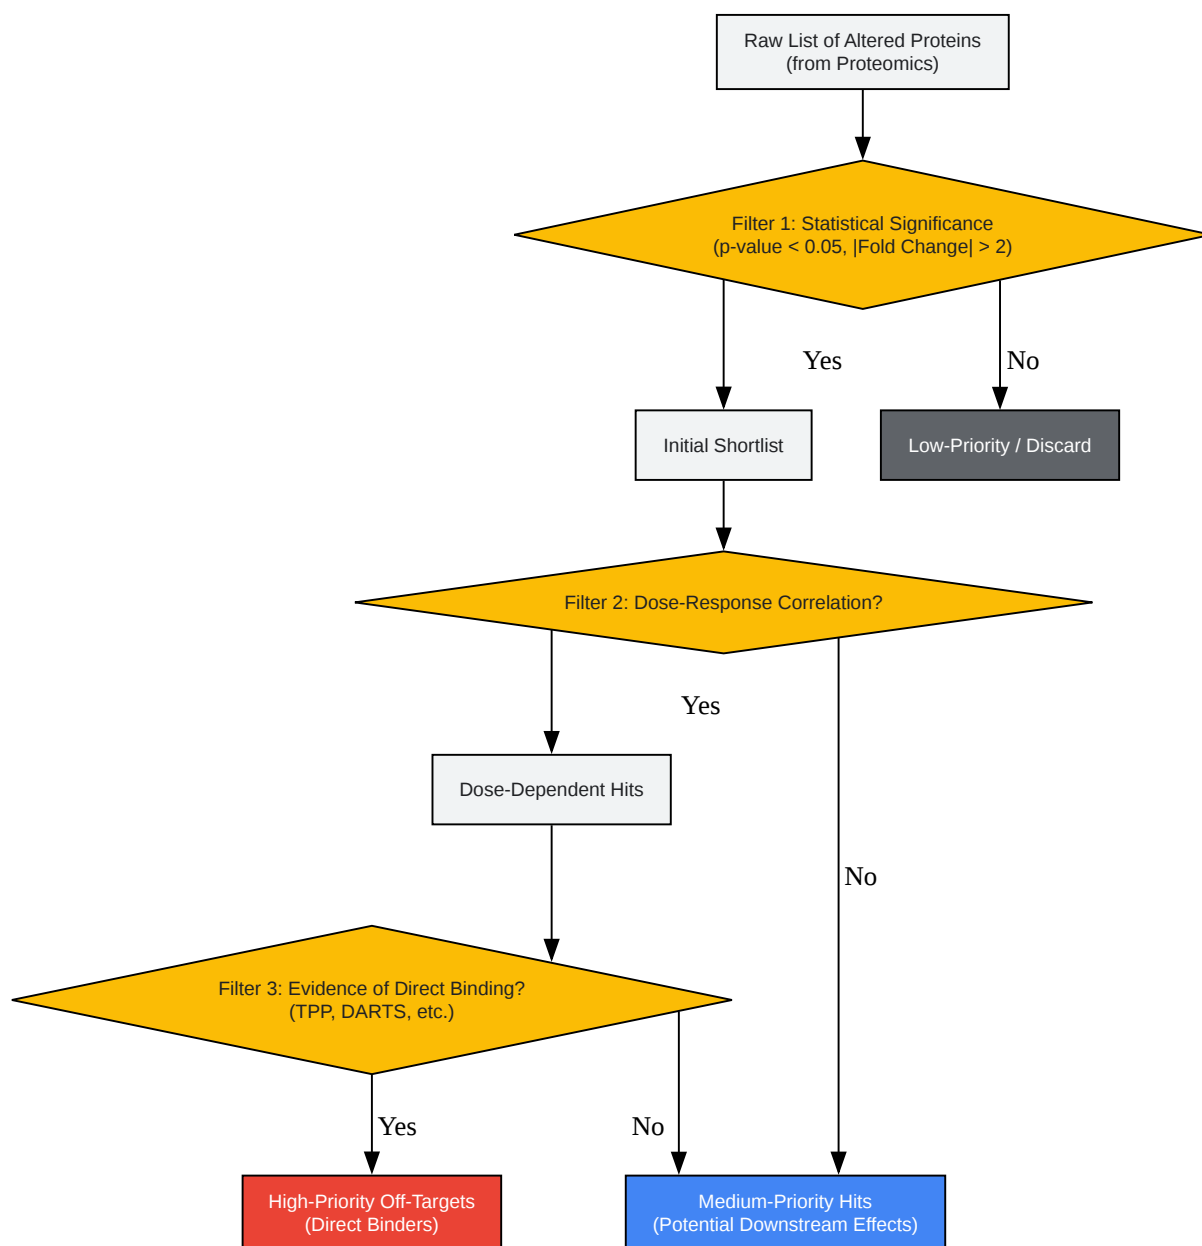 Raw List of Altered Proteins
(from Proteomics)
Filter 1: Statistical Significance
(p-value < 0.05, |Fold Change| > 2)
Yes
No
Initial Shortlist
Low-Priority / Discard
Filter 2: Dose-Response Correlation?
Yes
Dose-Dependent Hits
No
Filter 3: Evidence of Direct Binding?
(TPP, DARTS, etc.)
Yes
No
High-Priority Off-Targets
(Direct Binders)
Medium-Priority Hits
(Potential Downstream Effects)